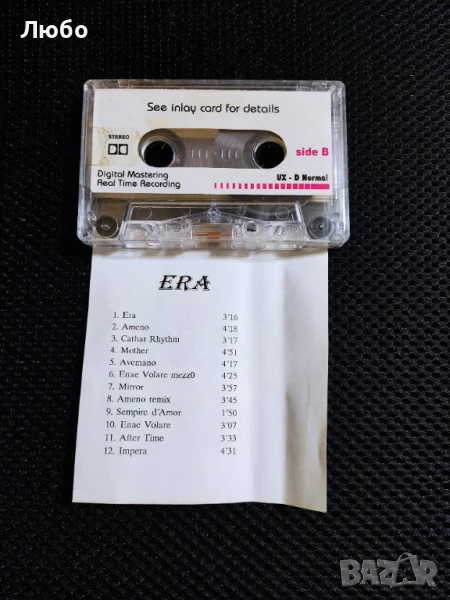 Любо
See inlay card for details
STEREO
side B
Digital Mastering
UX - D Normal
Real Time Recording
ERA
1. Era 3'16
2. Ameno 4'18
3. Cathar Rhythm 3'17
4. Mother 4'51
5. Avemano 4'17
6. Enae Volare mezz0 4'25
7. Mirror 3'57
8. Ameno remix 3'45
9. Sempire d'Amor 1'50
10. Enae Volare 3'07
11. After Time 3'33
12. Impera 4'31
BAZAR